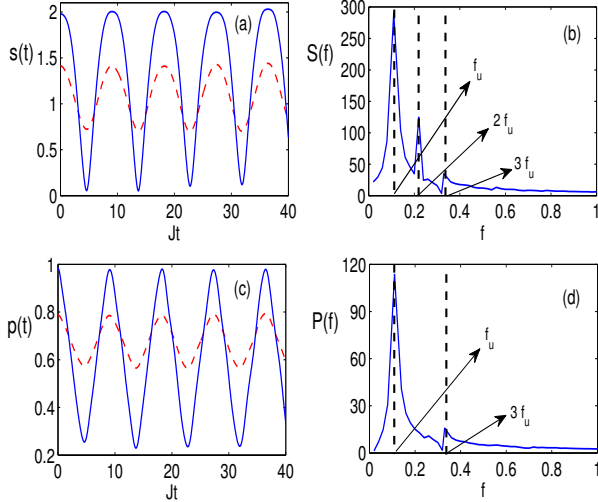 (a)
s(t)
2
1.5
1
0.5
0
0 10 20 30 40
Jt
(b)
S(f)
300
250
200
150
100
50
0
f_u
2 f_u
3 f_u
0 0.2 0.4 0.6 0.8 1
f
(c)
p(t)
1
0.8
0.6
0.4
0.2
0 10 20 30 40
Jt
(d)
P(f)
120
90
60
30
0
f_u
3 f_u
0 0.2 0.4 0.6 0.8 1
f